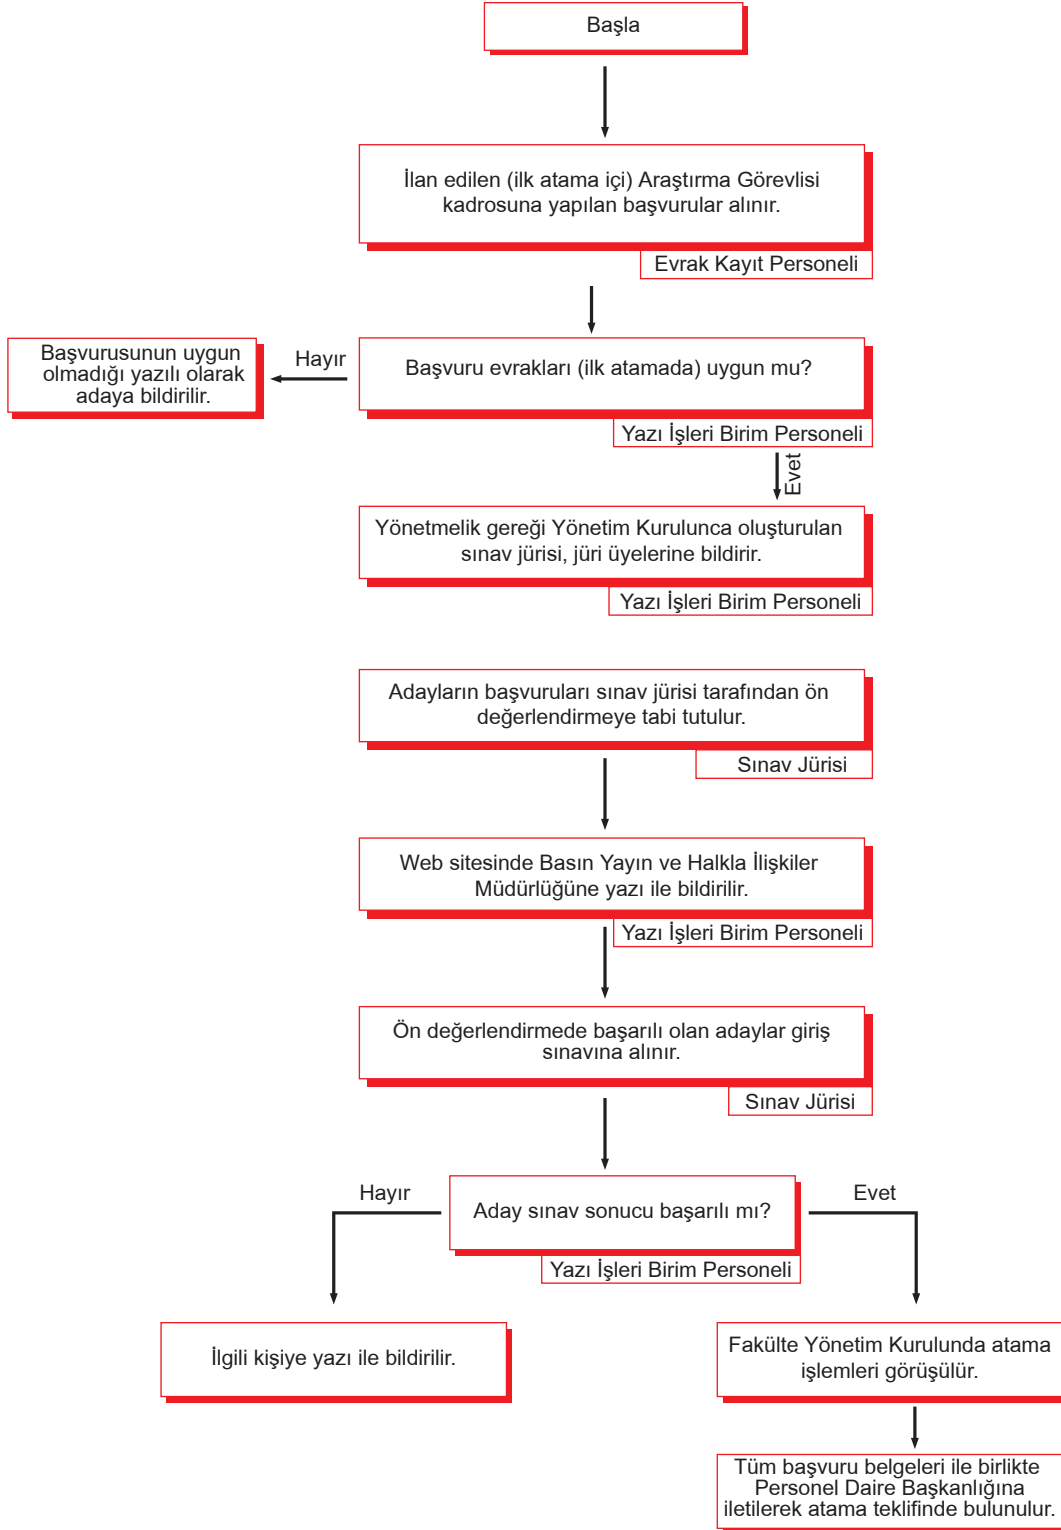 Başla
İlan edilen (ilk atama içi) Araştırma Görevlisi
kadrosuna yapılan başvurular alınır.
Evrak Kayıt Personeli
Başvuru evrakları (ilk atamada) uygun mu?
Yazı İşleri Birim Personeli
Hayır
Başvurusunun uygun
olmadığı yazılı olarak
adaya bildirilir.
Evet
Yönetmelik gereği Yönetim Kurulunca oluşturulan
sınav jürisi, jüri üyelerine bildirir.
Yazı İşleri Birim Personeli
Adayların başvuruları sınav jürisi tarafından ön
değerlendirmeye tabi tutulur.
Sınav Jürisi
Web sitesinde Basın Yayın ve Halkla İlişkiler
Müdürlüğüne yazı ile bildirilir.
Yazı İşleri Birim Personeli
Ön değerlendirmede başarılı olan adaylar giriş
sınavına alınır.
Sınav Jürisi
Aday sınav sonucu başarılı mı?
Yazı İşleri Birim Personeli
Hayır
İlgili kişiye yazı ile bildirilir.
Evet
Fakülte Yönetim Kurulunda atama
işlemleri görüşülür.
Tüm başvuru belgeleri ile birlikte
Personel Daire Başkanlığına
iletilerek atama teklifinde bulunulur.